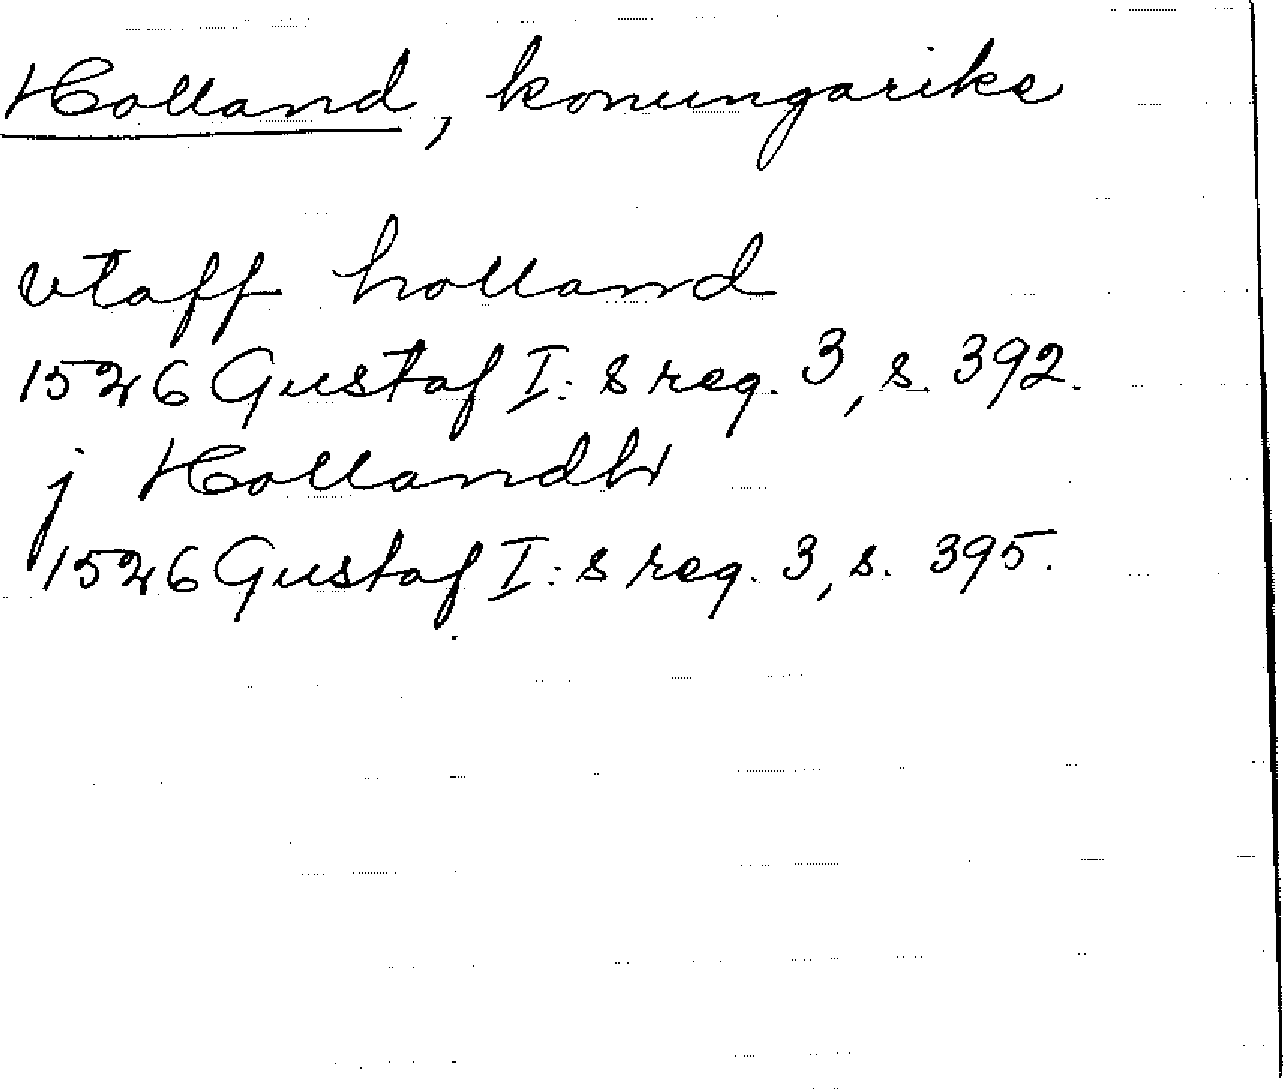 Holland, konungarike
vtaff holland
1526 Gustaf I:s reg. 3, s. 392.
j Hollandh
1526 Gustaf I:s reg. 3, s. 395.